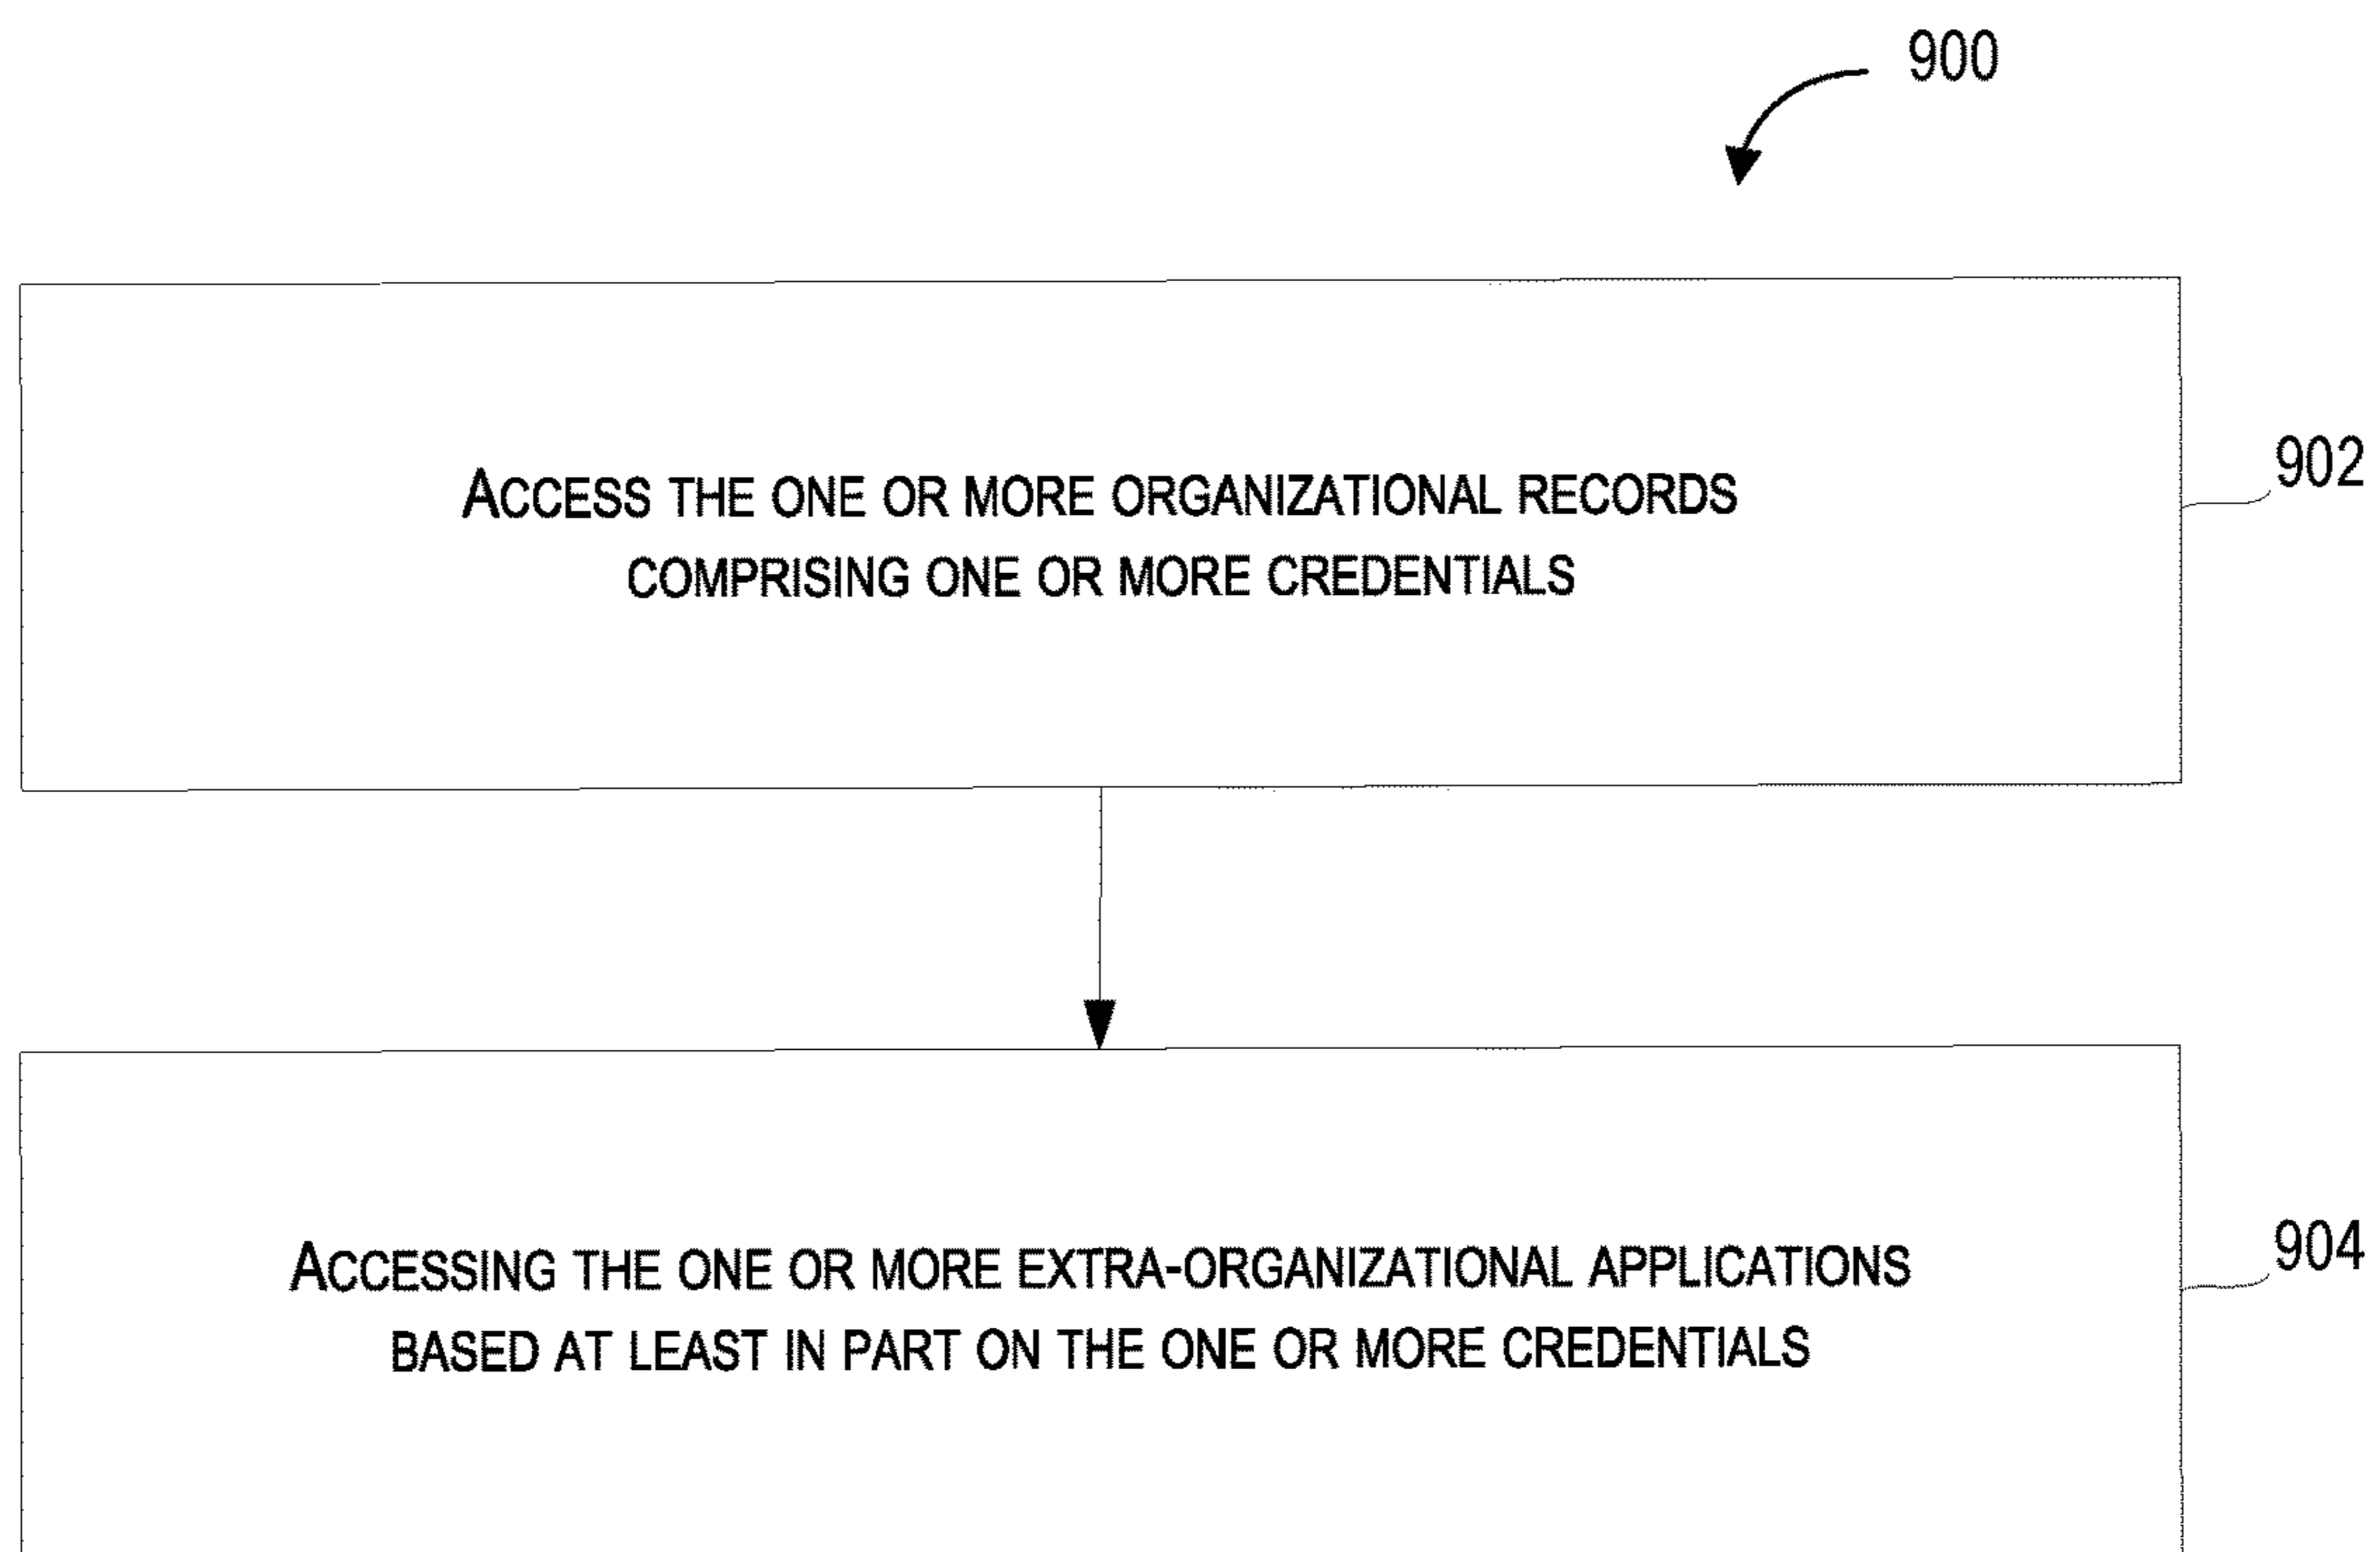 900
ACCESS THE ONE OR MORE ORGANIZATIONAL RECORDS
COMPRISING ONE OR MORE CREDENTIALS
902
ACCESSING THE ONE OR MORE EXTRA-ORGANIZATIONAL APPLICATIONS
BASED AT LEAST IN PART ON THE ONE OR MORE CREDENTIALS
904